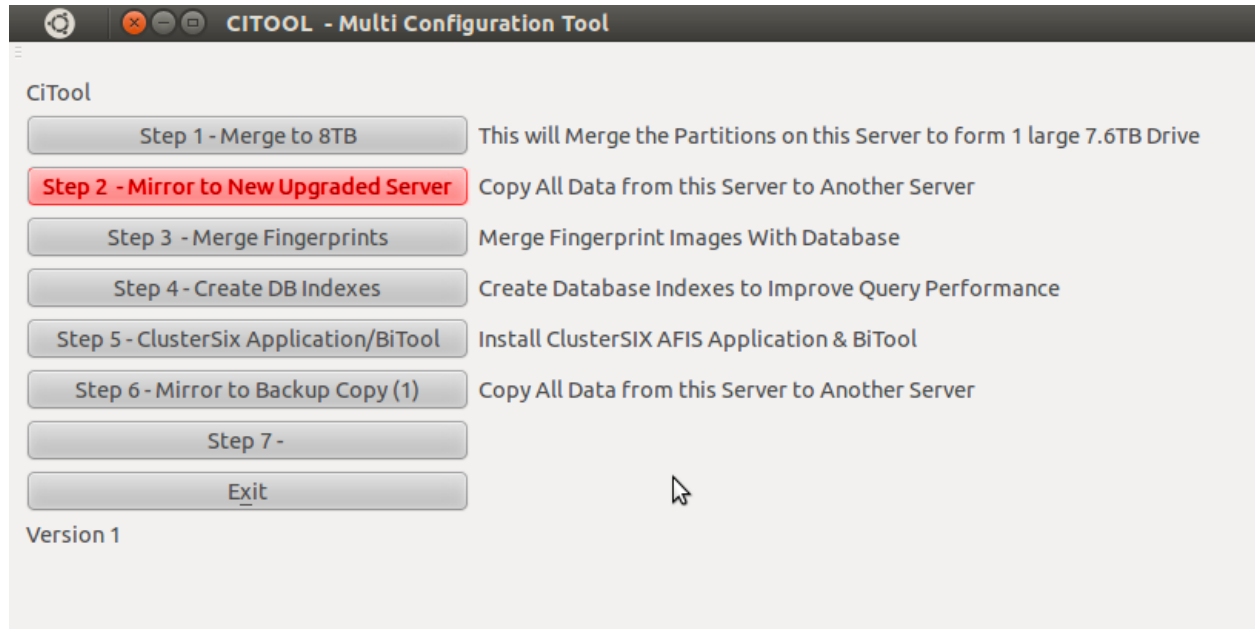 CITOOL - Multi Configuration Tool
CiTool
Step 1 - Merge to 8TB This will Merge the Partitions on this Server to form 1 large 7.6TB Drive
Step 2 - Mirror to New Upgraded Server Copy All Data from this Server to Another Server
Step 3 - Merge Fingerprints Merge Fingerprint Images With Database
Step 4 - Create DB Indexes Create Database Indexes to Improve Query Performance
Step 5 - ClusterSix Application/BiTool Install ClusterSIX AFIS Application & BiTool
Step 6 - Mirror to Backup Copy (1) Copy All Data from this Server to Another Server
Step 7 -
Exit
Version 1